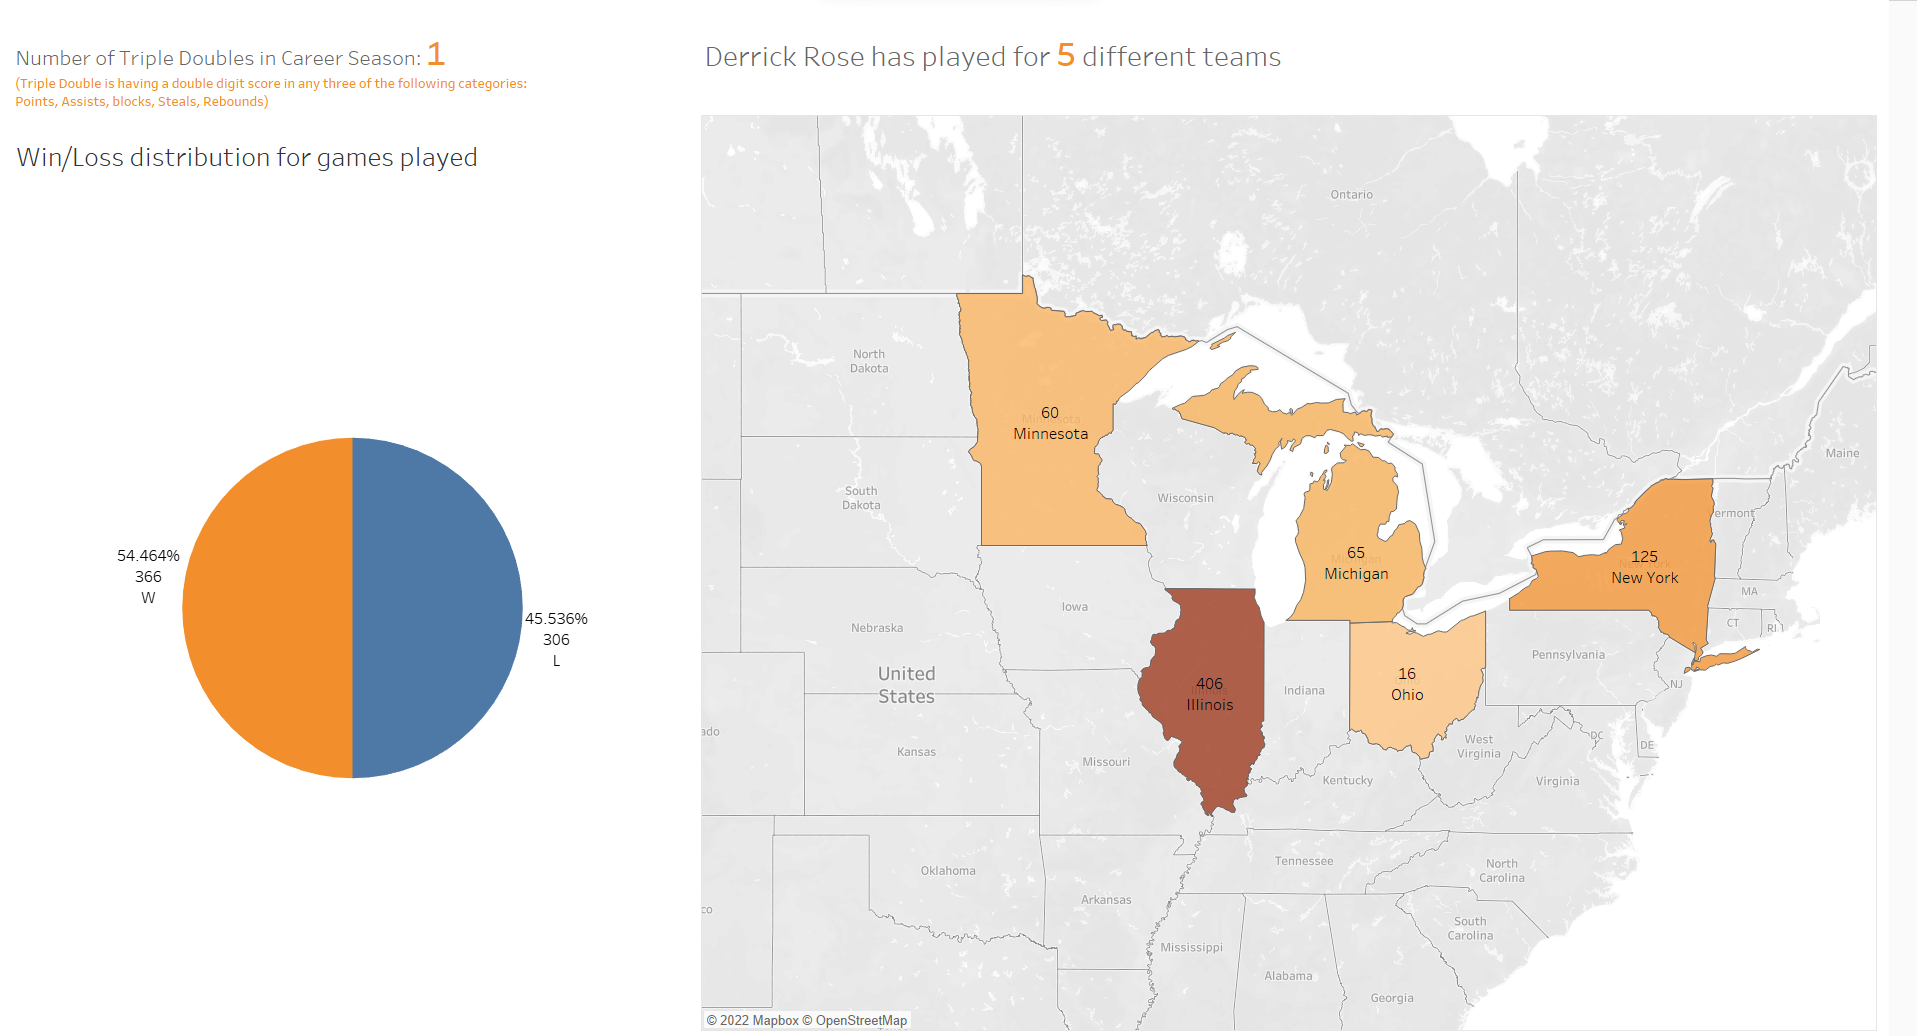 Number of Triple Doubles in Career Season: 1
(Triple Double is having a double digit score in any three of the following categories:
Points, Assists, blocks, Steals, Rebounds)
Win/Loss distribution for games played
54.464%
366
W
45.536%
306
L
Derrick Rose has played for 5 different teams
Ontario
North
Dakota
60
Minnesota
Maine
South
Dakota
Wisconsin
ermont
65
Michigan
125
New York
MA
Iowa
CT
RI
Nebraska
Pennsylvania
United
States
406
Illinois
Indiana
16
Ohio
NJ
ado
Kansas
Missouri
West
Virginia
DC
DE
Kentucky
Virginia
Oklahoma
Tennessee
North
Carolina
Arkansas
co
South
Carolina
Mississippi
Alabama
Georgia
© 2022 Mapbox © OpenStreetMap